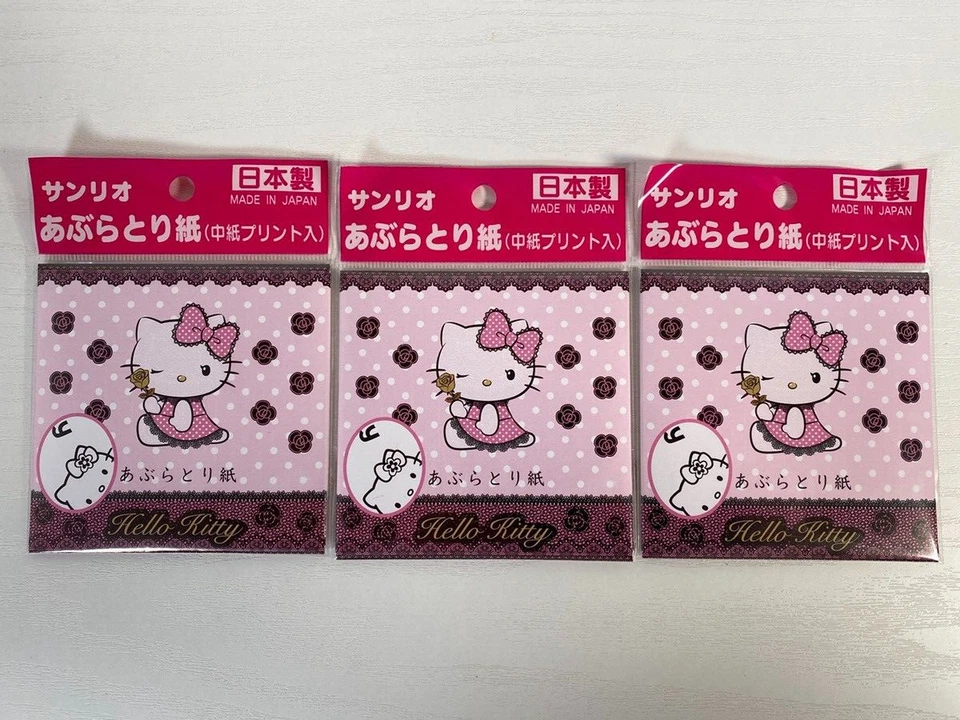 サンリオ
日本製
MADE IN JAPAN
あぶらとり紙(中紙プリント入)
あぶらとり紙
Hello Kitty
サンリオ
日本製
MADE IN JAPAN
あぶらとり紙(中紙プリント入)
あぶらとり紙
Hello Kitty
サンリオ
日本製
MADE IN JAPAN
あぶらとり紙(中紙プリント入)
あぶらとり紙
Hello Kitty